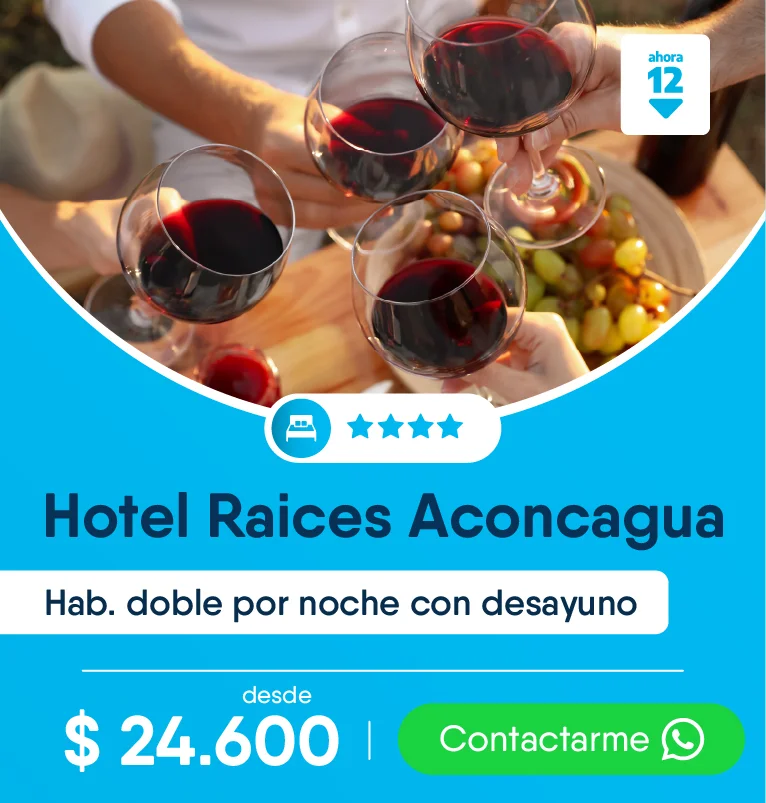 ahora
12
Hotel Raices Aconcagua
Hab. doble por noche con desayuno
desde
$ 24.600
Contactarme